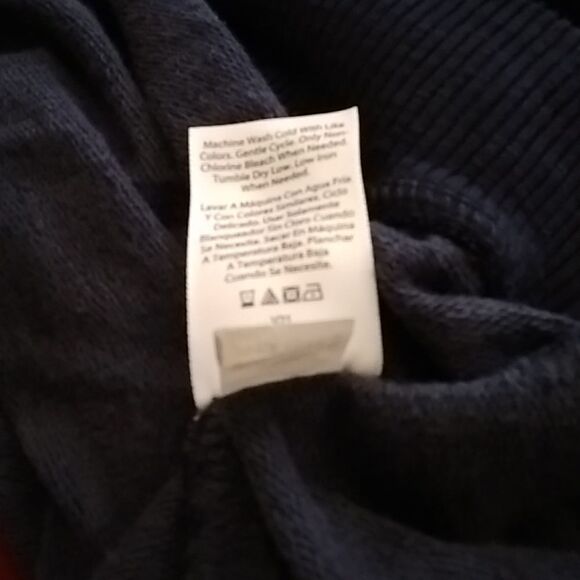 Machine Wash Cold With Like
Colors. Gentle Cycle. Only Non-
Chlorine Bleach When Needed.
Tumble Dry Low. Low Iron
When Needed.
Lavar A Máquina Con Agua Fría
Y Con Colores Similares. Ciclo
Delicado. Usar Solamente
Blanqueador Sin Cloro Cuando
Se Necesite. Secar En Máquina
A Temperatura Baja. Planchar
A Temperatura Baja
Cuando Se Necesite.